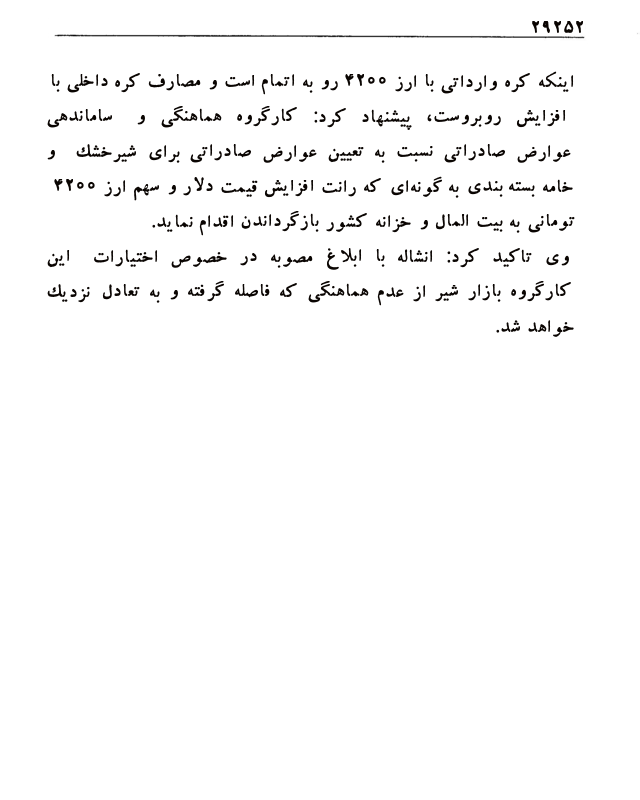 ۲۹۲۵۲
اینکه کره وارداتی با ارز ۴۲۰۰ رو به اتمام است و مصارف کره داخلی با
افزایش روبروست، پیشنهاد کرد: کارگروه هماهنگی و ساماندهی
عوارض صادراتی نسبت به تعیین عوارض صادراتی برای شیرخشك و
خامه بسته بندی به گونه‌ای که رانت افزایش قیمت دلار و سهم ارز ۴۲۰۰
تومانی به بیت المال و خزانه کشور بازگرداندن اقدام نماید.
وی تاکید کرد: انشاله با ابلاغ مصوبه در خصوص اختیارات این
کارگروه بازار شیر از عدم هماهنگی که فاصله گرفته و به تعادل نزدیك
خواهد شد.